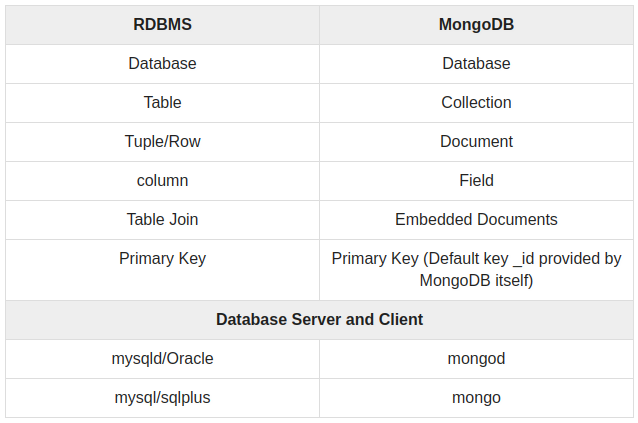 RDBMS MongoDB
Database Database
Table Collection
Tuple/Row Document
column Field
Table Join Embedded Documents
Primary Key Primary Key (Default key _id provided by
MongoDB itself)
Database Server and Client
mysqld/Oracle mongod
mysql/sqlplus mongo